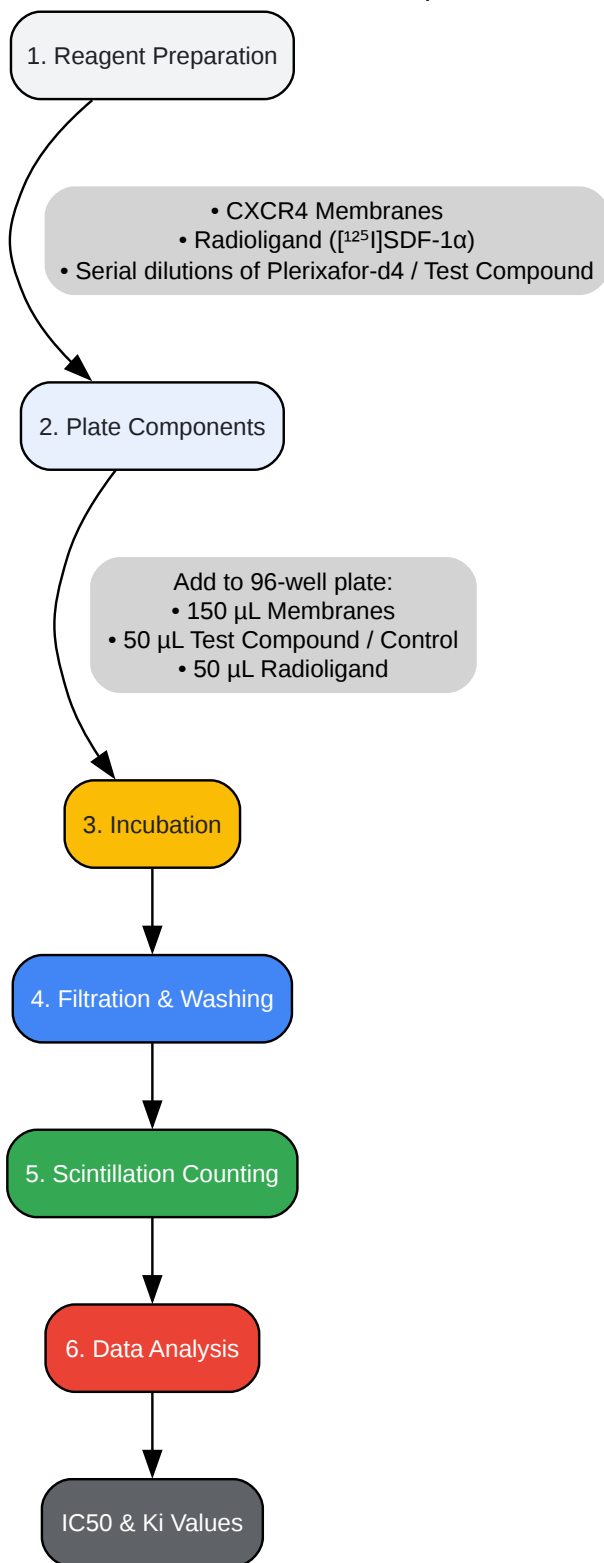 1. Reagent Preparation
• CXCR4 Membranes
• Radioligand ([¹²⁵I]SDF-1α)
• Serial dilutions of Plerixafor-d4 / Test Compound
2. Plate Components
Add to 96-well plate:
• 150 µL Membranes
• 50 µL Test Compound / Control
• 50 µL Radioligand
3. Incubation
4. Filtration & Washing
5. Scintillation Counting
6. Data Analysis
IC50 & Ki Values